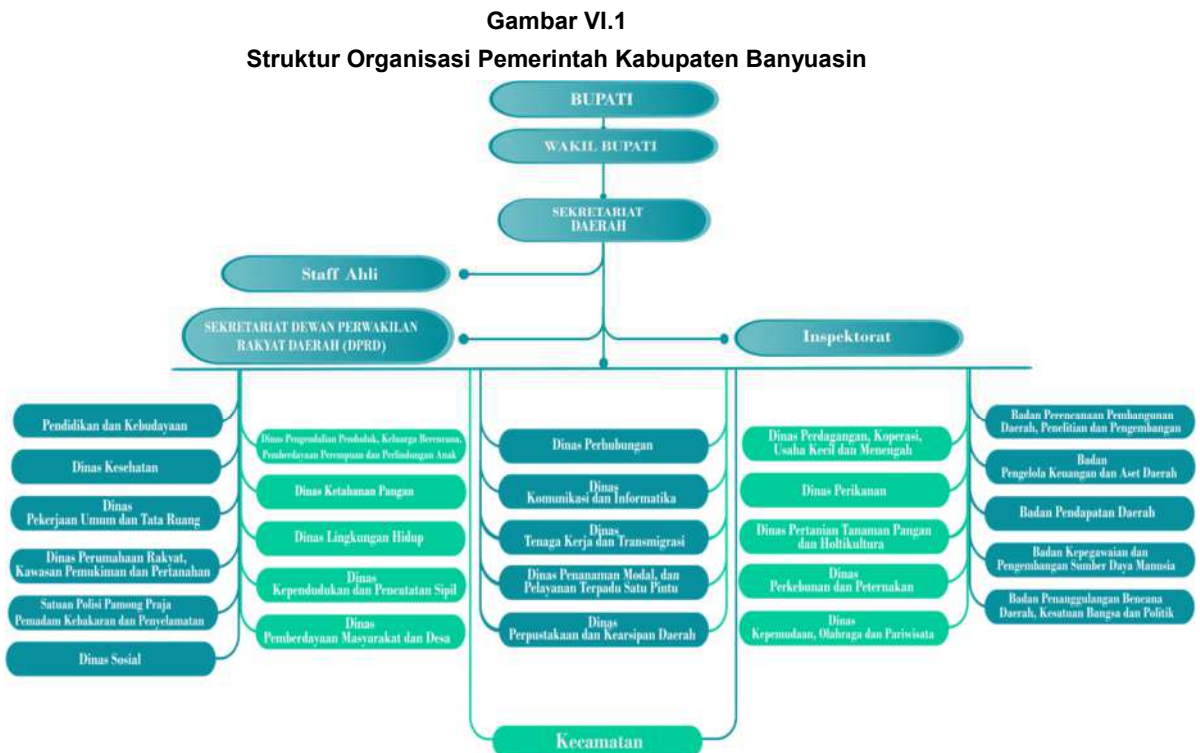 Gambar VI.1
Struktur Organisasi Pemerintah Kabupaten Banyuasin
BUPATI
WAKIL BUPATI
SEKRETARIAT
DAERAH
Staff Ahli
SEKRETARIAT DEWAN PERWAKILAN
RAKYAT DAERAH (DPRD)
Inspektorat
Pendidikan dan Kebudayaan
Dinas Kesehatan
Dinas
Pekerjaan Umum dan Tata Ruang
Dinas Perumahaan Rakyat,
Kawasan Pemukiman dan Pertanahan
Satuan Polisi Pamong Praja
Pemadam Kebakaran dan Penyelamatan
Dinas Sosial
Dinas Pengendalian Penduduk, Keluarga Berencana,
Pemberdayaan Perempuan dan Perlindungan Anak
Dinas Ketahanan Pangan
Dinas Lingkungan Hidup
Dinas
Kependudukan dan Pencatatan Sipil
Dinas
Pemberdayaan Masyarakat dan Desa
Dinas Perhubungan
Dinas
Komunikasi dan Informatika
Dinas
Tenaga Kerja dan Transmigrasi
Dinas Penanaman Modal, dan
Pelayanan Terpadu Satu Pintu
Dinas
Perpustakaan dan Kearsipan Daerah
Dinas Perdagangan, Koperasi,
Usaha Kecil dan Menengah
Dinas Perikanan
Dinas Pertanian Tanaman Pangan
dan Holtikultura
Dinas
Perkebunan dan Peternakan
Dinas
Kepemudaan, Olahraga dan Pariwisata
Badan Perencanaan Pembangunan
Daerah, Penelitian dan Pengembangan
Badan
Pengelola Keuangan dan Aset Daerah
Badan Pendapatan Daerah
Badan Kepegawaian dan
Pengembangan Sumber Daya Manusia
Badan Penanggulangan Bencana
Daerah, Kesatuan Bangsa dan Politik
Kecamatan